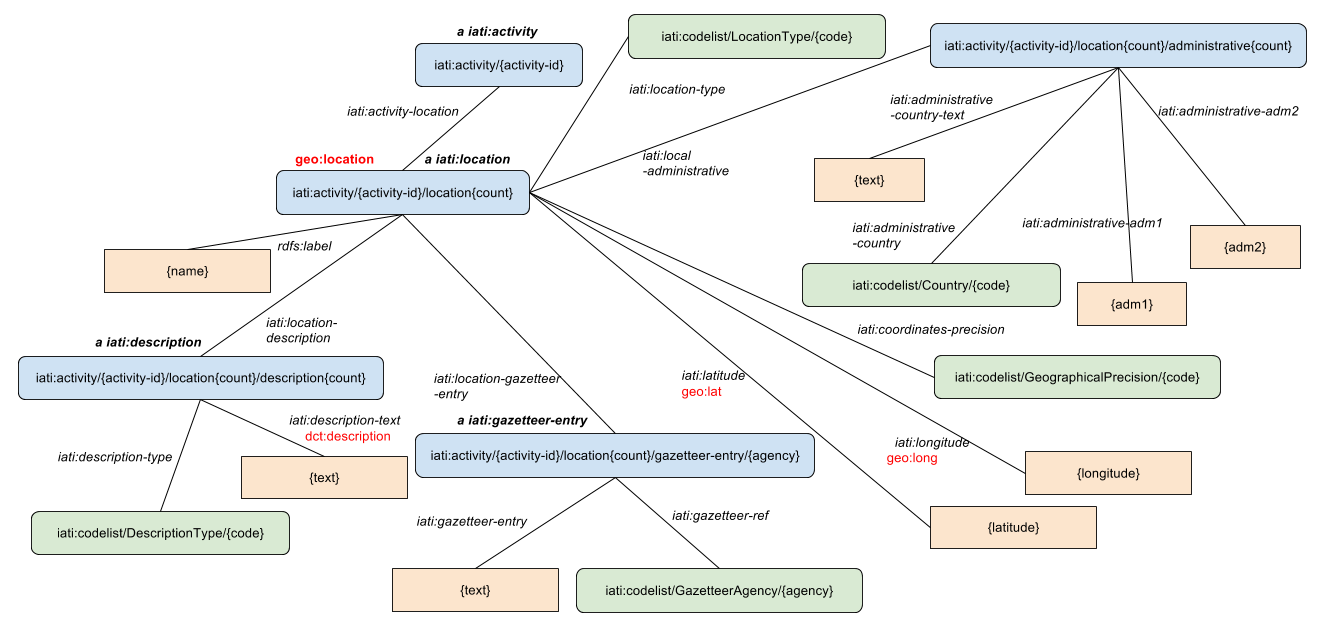 a iati:activity
iati:activity/{activity-id}
iati:codelist/LocationType/{code}
iati:activity/{activity-id}/location{count}/administrative{count}
iati:activity-location
iati:location-type
iati:administrative
-country-text
iati:administrative-adm2
geo:location
a iati:location
iati:local
-administrative
iati:activity/{activity-id}/location{count}
{text}
rdfs:label
iati:administrative
-country
iati:administrative-adm1
{adm2}
{name}
iati:codelist/Country/{code}
{adm1}
iati:location-
description
iati:coordinates-precision
a iati:description
iati:activity/{activity-id}/location{count}/description{count}
iati:location-gazetteer
-entry
iati:latitude
geo:lat
iati:codelist/GeographicalPrecision/{code}
iati:description-text
dct:description
a iati:gazetteer-entry
iati:description-type
iati:activity/{activity-id}/location{count}/gazetteer-entry/{agency}
iati:longitude
geo:long
{text}
{longitude}
iati:codelist/DescriptionType/{code}
iati:gazetteer-entry
iati:gazetteer-ref
{latitude}
{text}
iati:codelist/GazetteerAgency/{agency}